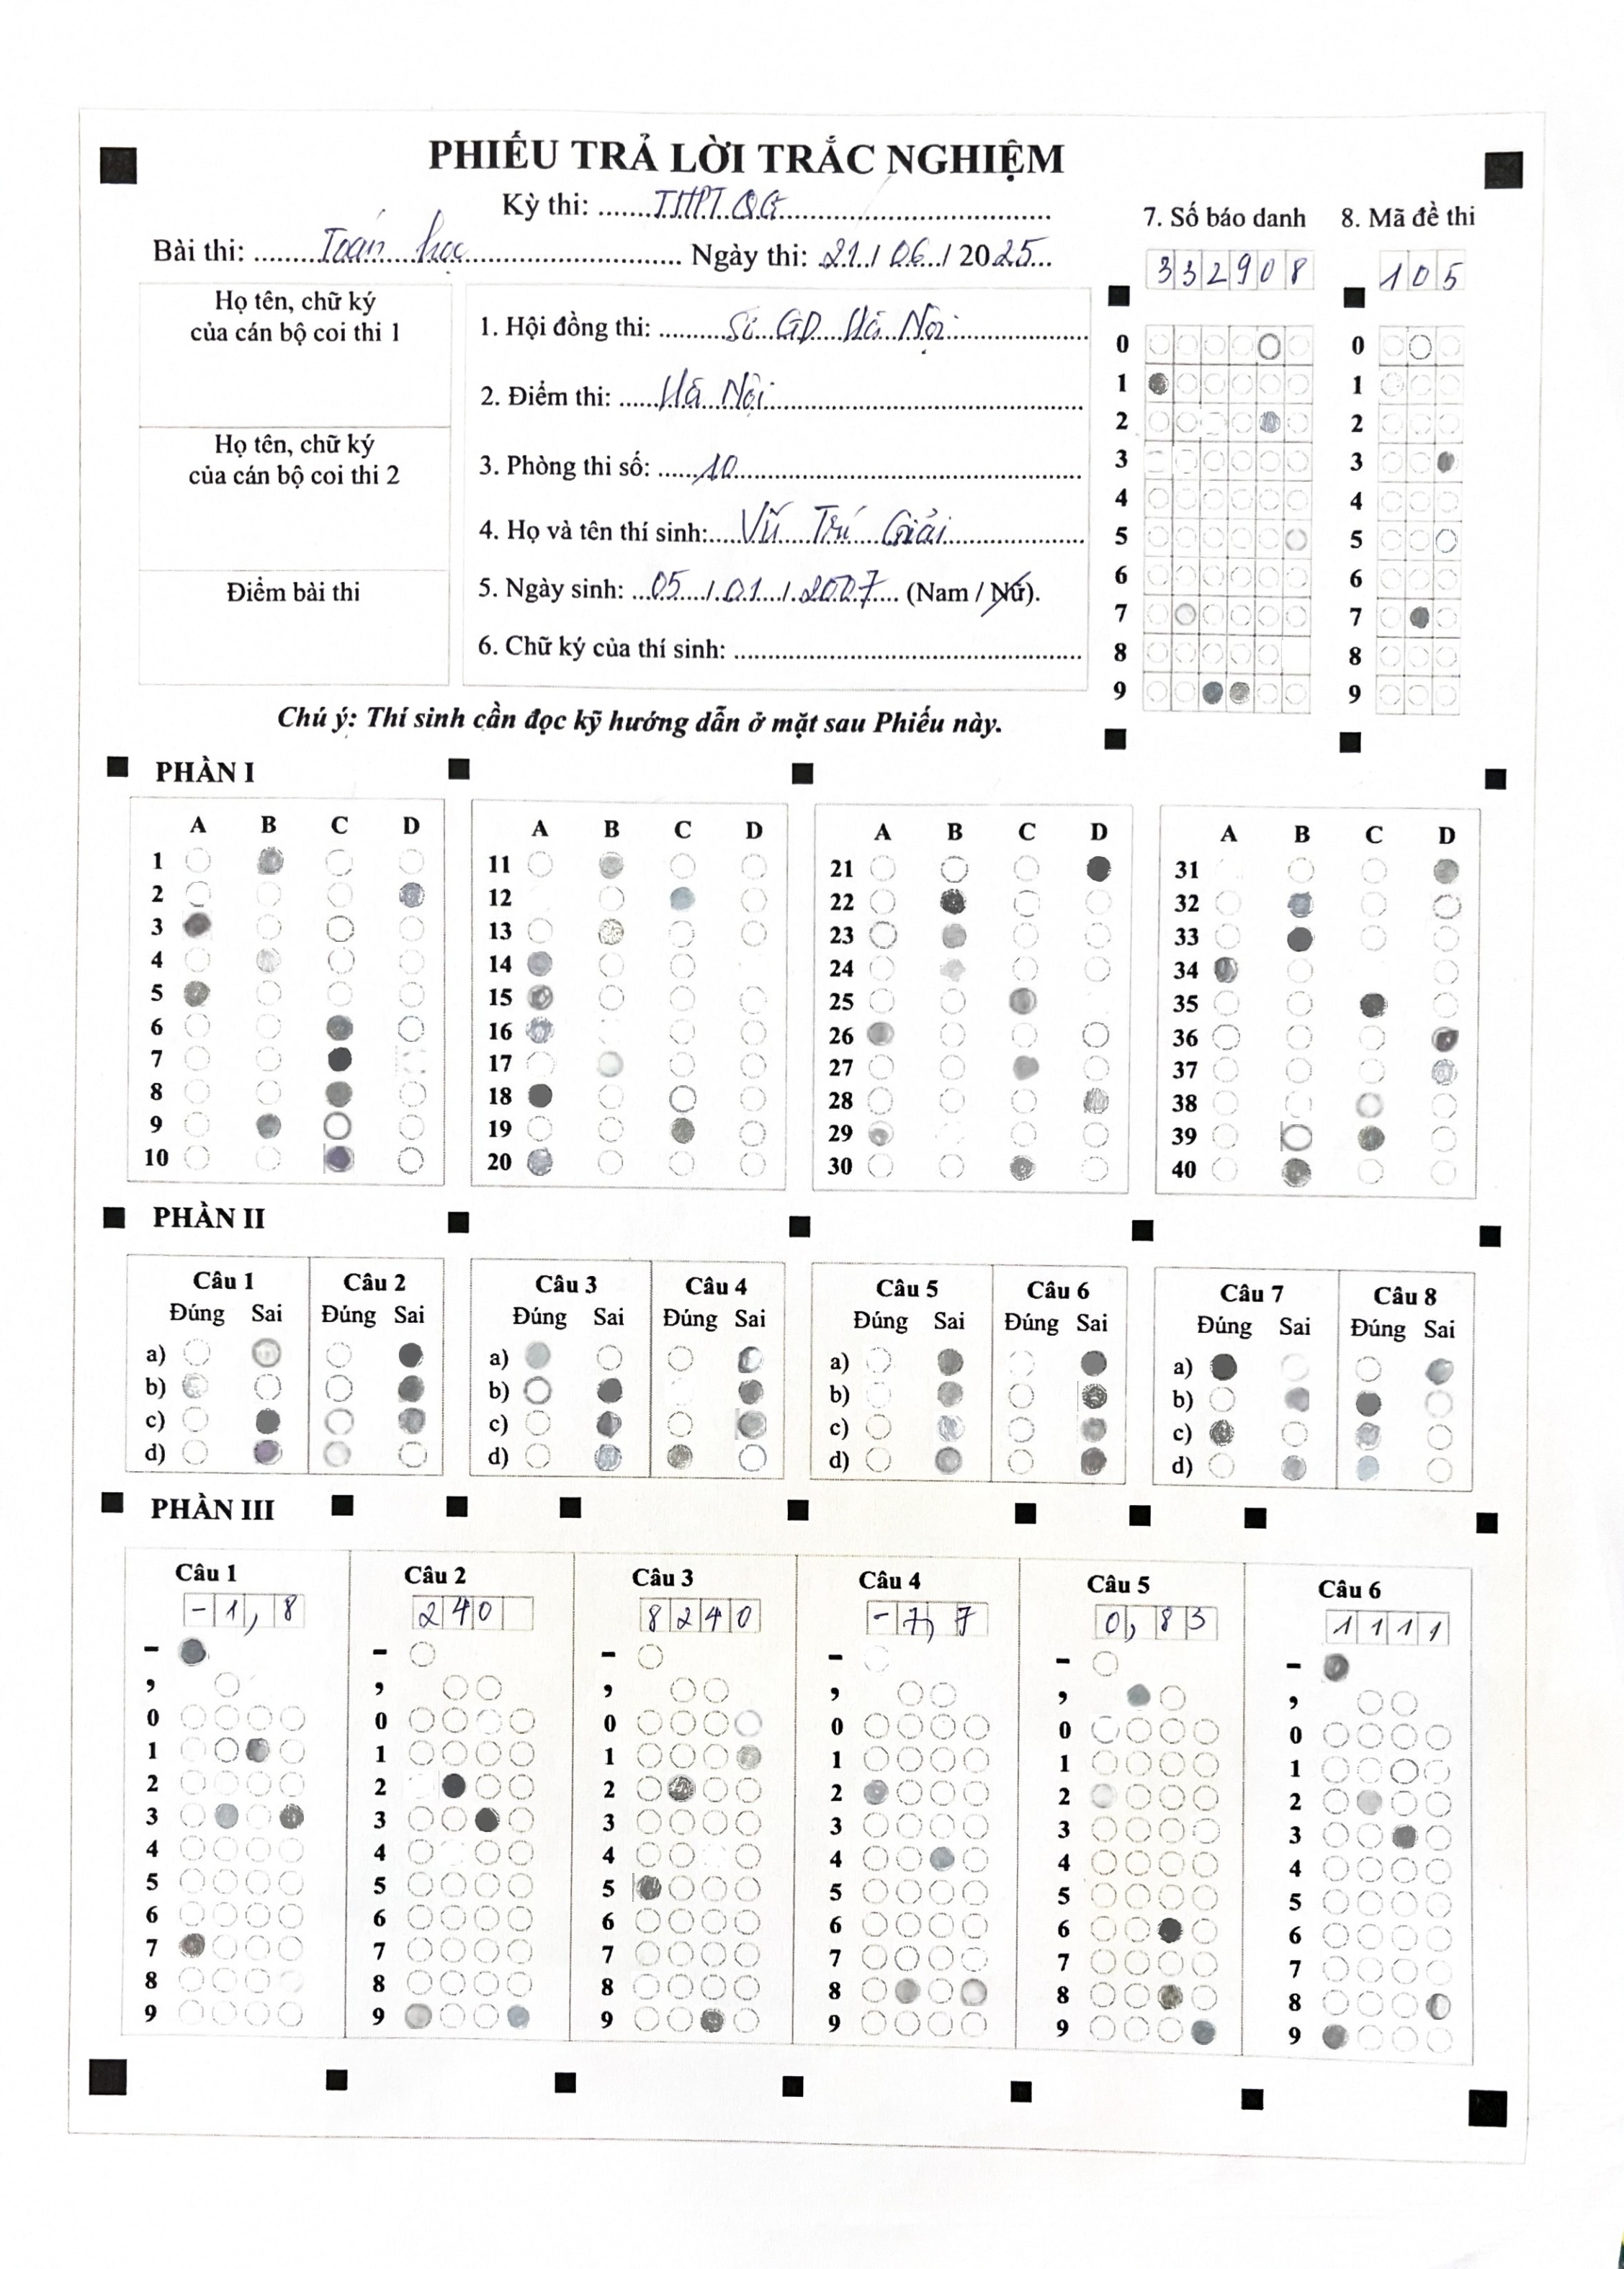 PHIẾU TRẢ LỜI TRẮC NGHIỆM
Kỳ thi: .......THPT QG...........................................
Bài thi: ..........Toán học................................. Ngày thi: 21 / 06 / 2025...
7. Số báo danh
8. Mã đề thi
3 3 2 9 0 8
1 0 5
Họ tên, chữ ký
của cán bộ coi thi 1
Họ tên, chữ ký
của cán bộ coi thi 2
Điểm bài thi
1. Hội đồng thi: ..........Sở GD Hà Nội....................
2. Điểm thi: ......Hà Nội..............................
3. Phòng thi số: ......10..............................
4. Họ và tên thí sinh:.....Vũ Trí Giải....................
5. Ngày sinh: ...05..../..01..../..2007.... (Nam / Nữ).
6. Chữ ký của thí sinh: ..................................................
0 0
1 1
2 2
3 3
4 4
5 5
6 6
7 7
8 8
9 9
Chú ý: Thí sinh cần đọc kỹ hướng dẫn ở mặt sau Phiếu này.
PHẦN I
A B C D A B C D A B C D A B C D
1 11 21 31
2 12 22 32
3 13 23 33
4 14 24 34
5 15 25 35
6 16 26 36
7 17 27 37
8 18 28 38
9 19 29 39
10 20 30 40
PHẦN II
Câu 1 Câu 2 Câu 3 Câu 4 Câu 5 Câu 6 Câu 7 Câu 8
Đúng Sai Đúng Sai Đúng Sai Đúng Sai Đúng Sai Đúng Sai Đúng Sai Đúng Sai
a) a) a) a)
b) b) b) b)
c) c) c) c)
d) d) d) d)
PHẦN III
Câu 1 Câu 2 Câu 3 Câu 4 Câu 5 Câu 6
-1,8 240 8240 -7,7 0,83 1111
- - - - - -
, , , , , ,
0 0 0 0 0 0
1 1 1 1 1 1
2 2 2 2 2 2
3 3 3 3 3 3
4 4 4 4 4 4
5 5 5 5 5 5
6 6 6 6 6 6
7 7 7 7 7 7
8 8 8 8 8 8
9 9 9 9 9 9